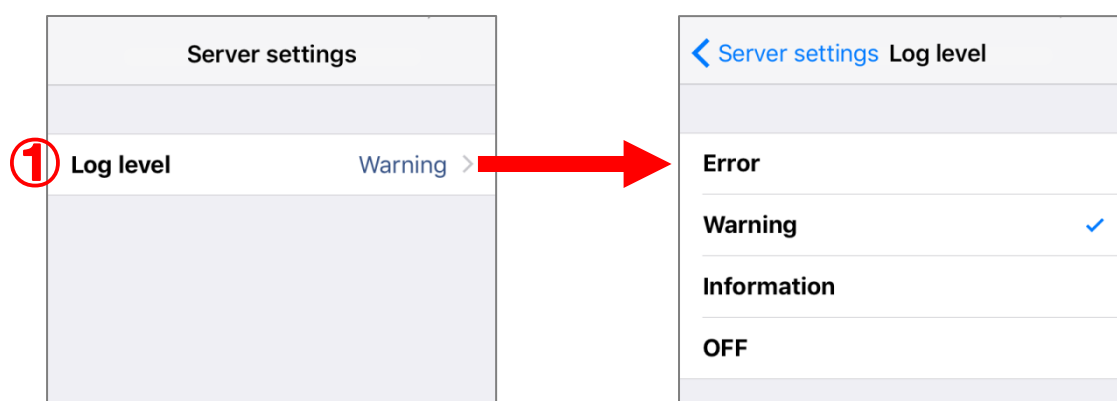 Server settings
① Log level Warning
Server settings Log level
Error
Warning
Information
OFF